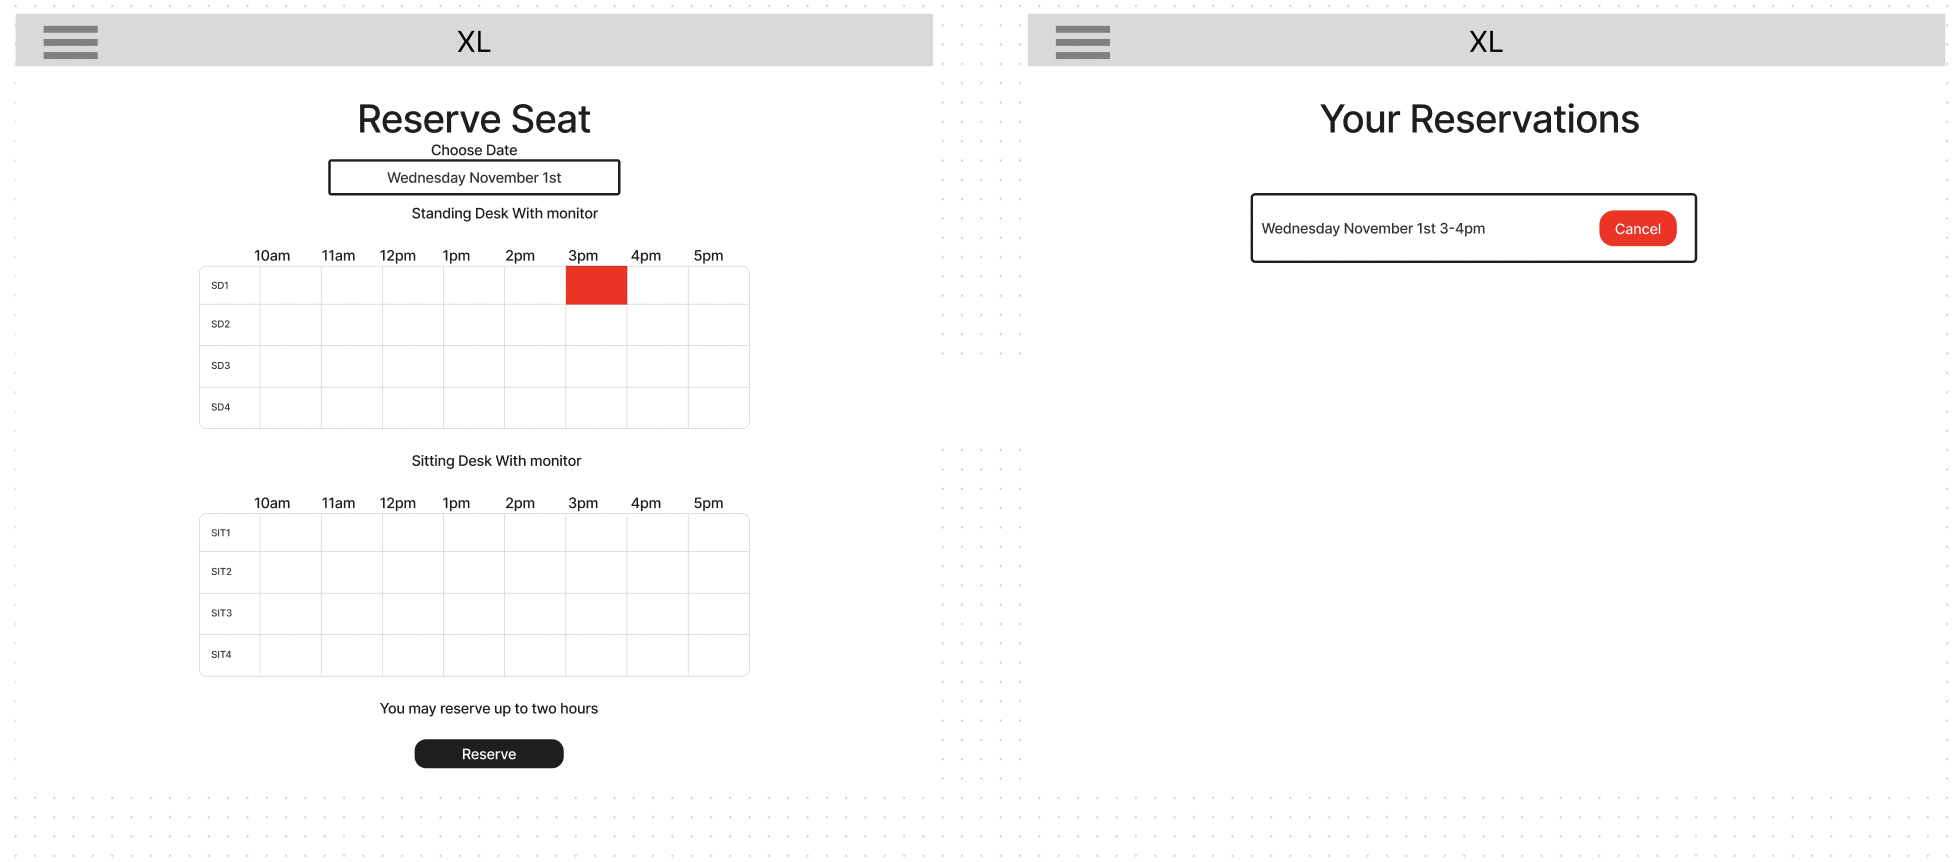 XL
Reserve Seat
Choose Date
Wednesday November 1st
Standing Desk With monitor
10am 11am 12pm 1pm 2pm 3pm 4pm 5pm
SD1
SD2
SD3
SD4
Sitting Desk With monitor
10am 11am 12pm 1pm 2pm 3pm 4pm 5pm
SIT1
SIT2
SIT3
SIT4
You may reserve up to two hours
Reserve
XL
Your Reservations
Wednesday November 1st 3-4pm
Cancel